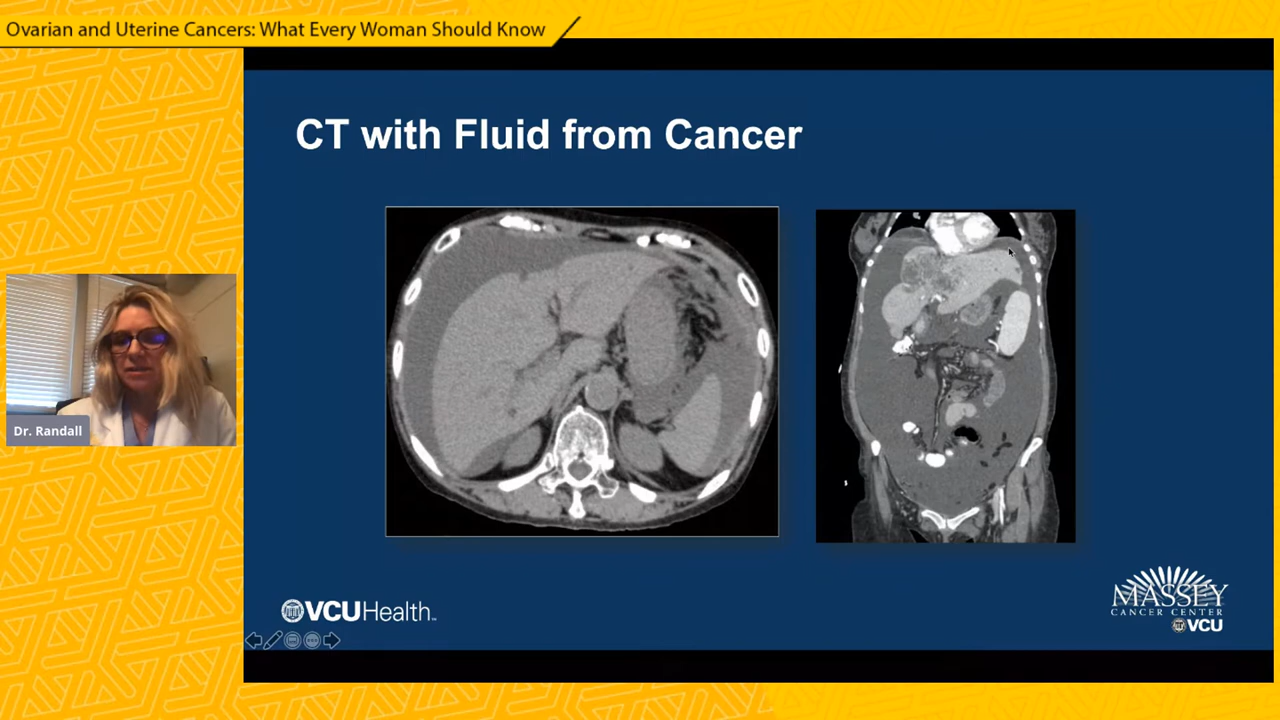 Ovarian and Uterine Cancers: What Every Woman Should Know
CT with Fluid from Cancer
Dr. Randall
VCUHealth™
MASSEY
CANCER CENTER
VCU